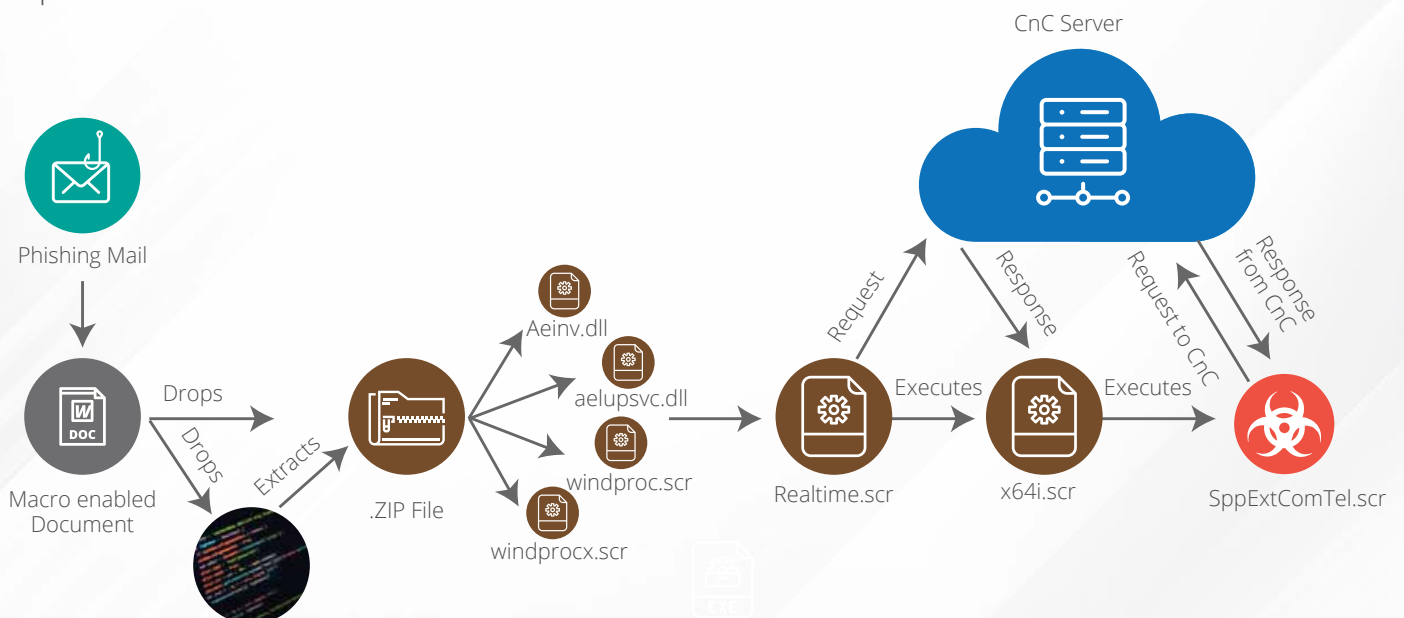 CnC Server
Phishing Mail
W
DOC
Macro enabled
Document
Drops
Drops
Extracts
.ZIP File
Aeinv.dll
aelupsvc.dll
windproc.scr
windprocx.scr
Realtime.scr
Request
Response
Executes
x64i.scr
Executes
Request to CnC
Response
from CnC
SppExtComTel.scr
EXE